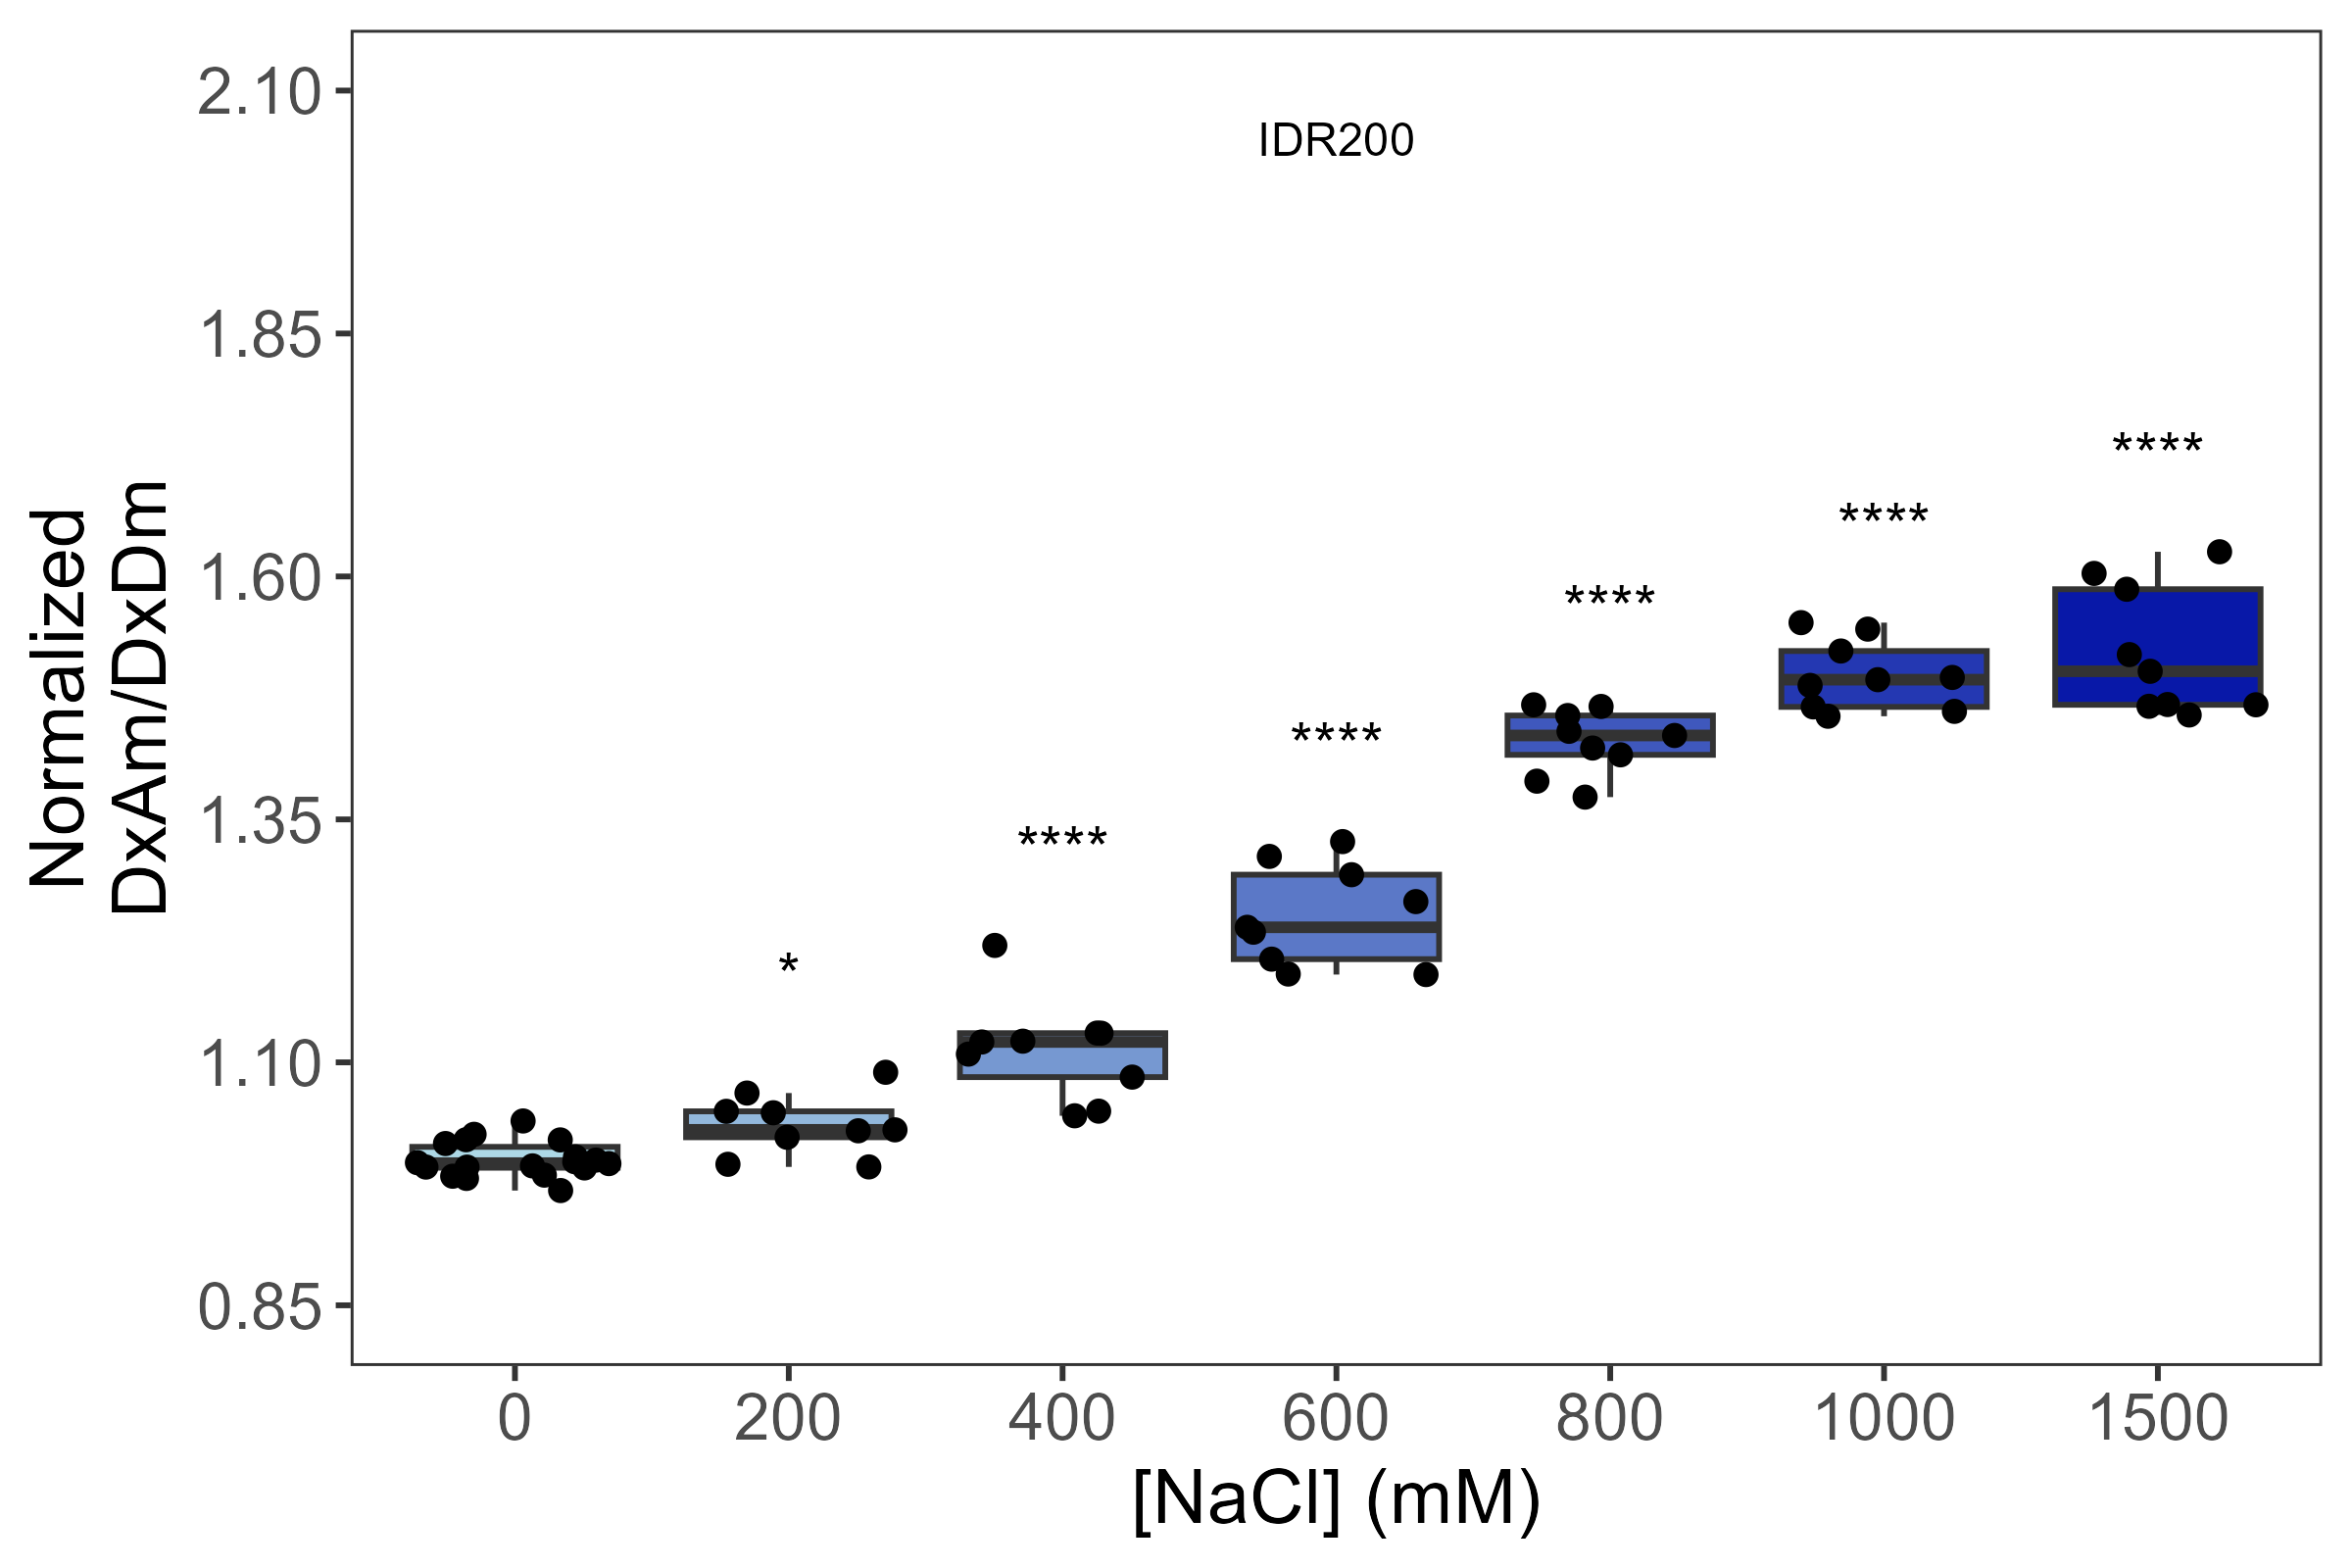 IDR200
2.10
1.85
1.60
1.35
1.10
0.85
Normalized
DxAm/DxDm
*
****
****
****
****
****
0 200 400 600 800 1000 1500
[NaCl] (mM)